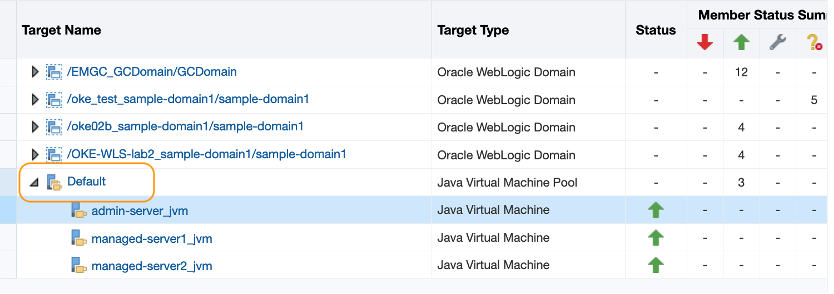 Target Name Target Type Status Member Status Sum
/EMGC_GCDomain/GCDomain Oracle WebLogic Domain - - 12 - -
/oke_test_sample-domain1/sample-domain1 Oracle WebLogic Domain - - - - 5
/oke02b_sample-domain1/sample-domain1 Oracle WebLogic Domain - - 4 - -
/OKE-WLS-lab2_sample-domain1/sample-domain1 Oracle WebLogic Domain - - 4 - -
Default Java Virtual Machine Pool - - 3 - -
admin-server_jvm Java Virtual Machine - - - -
managed-server1_jvm Java Virtual Machine - - - -
managed-server2_jvm Java Virtual Machine - - - -